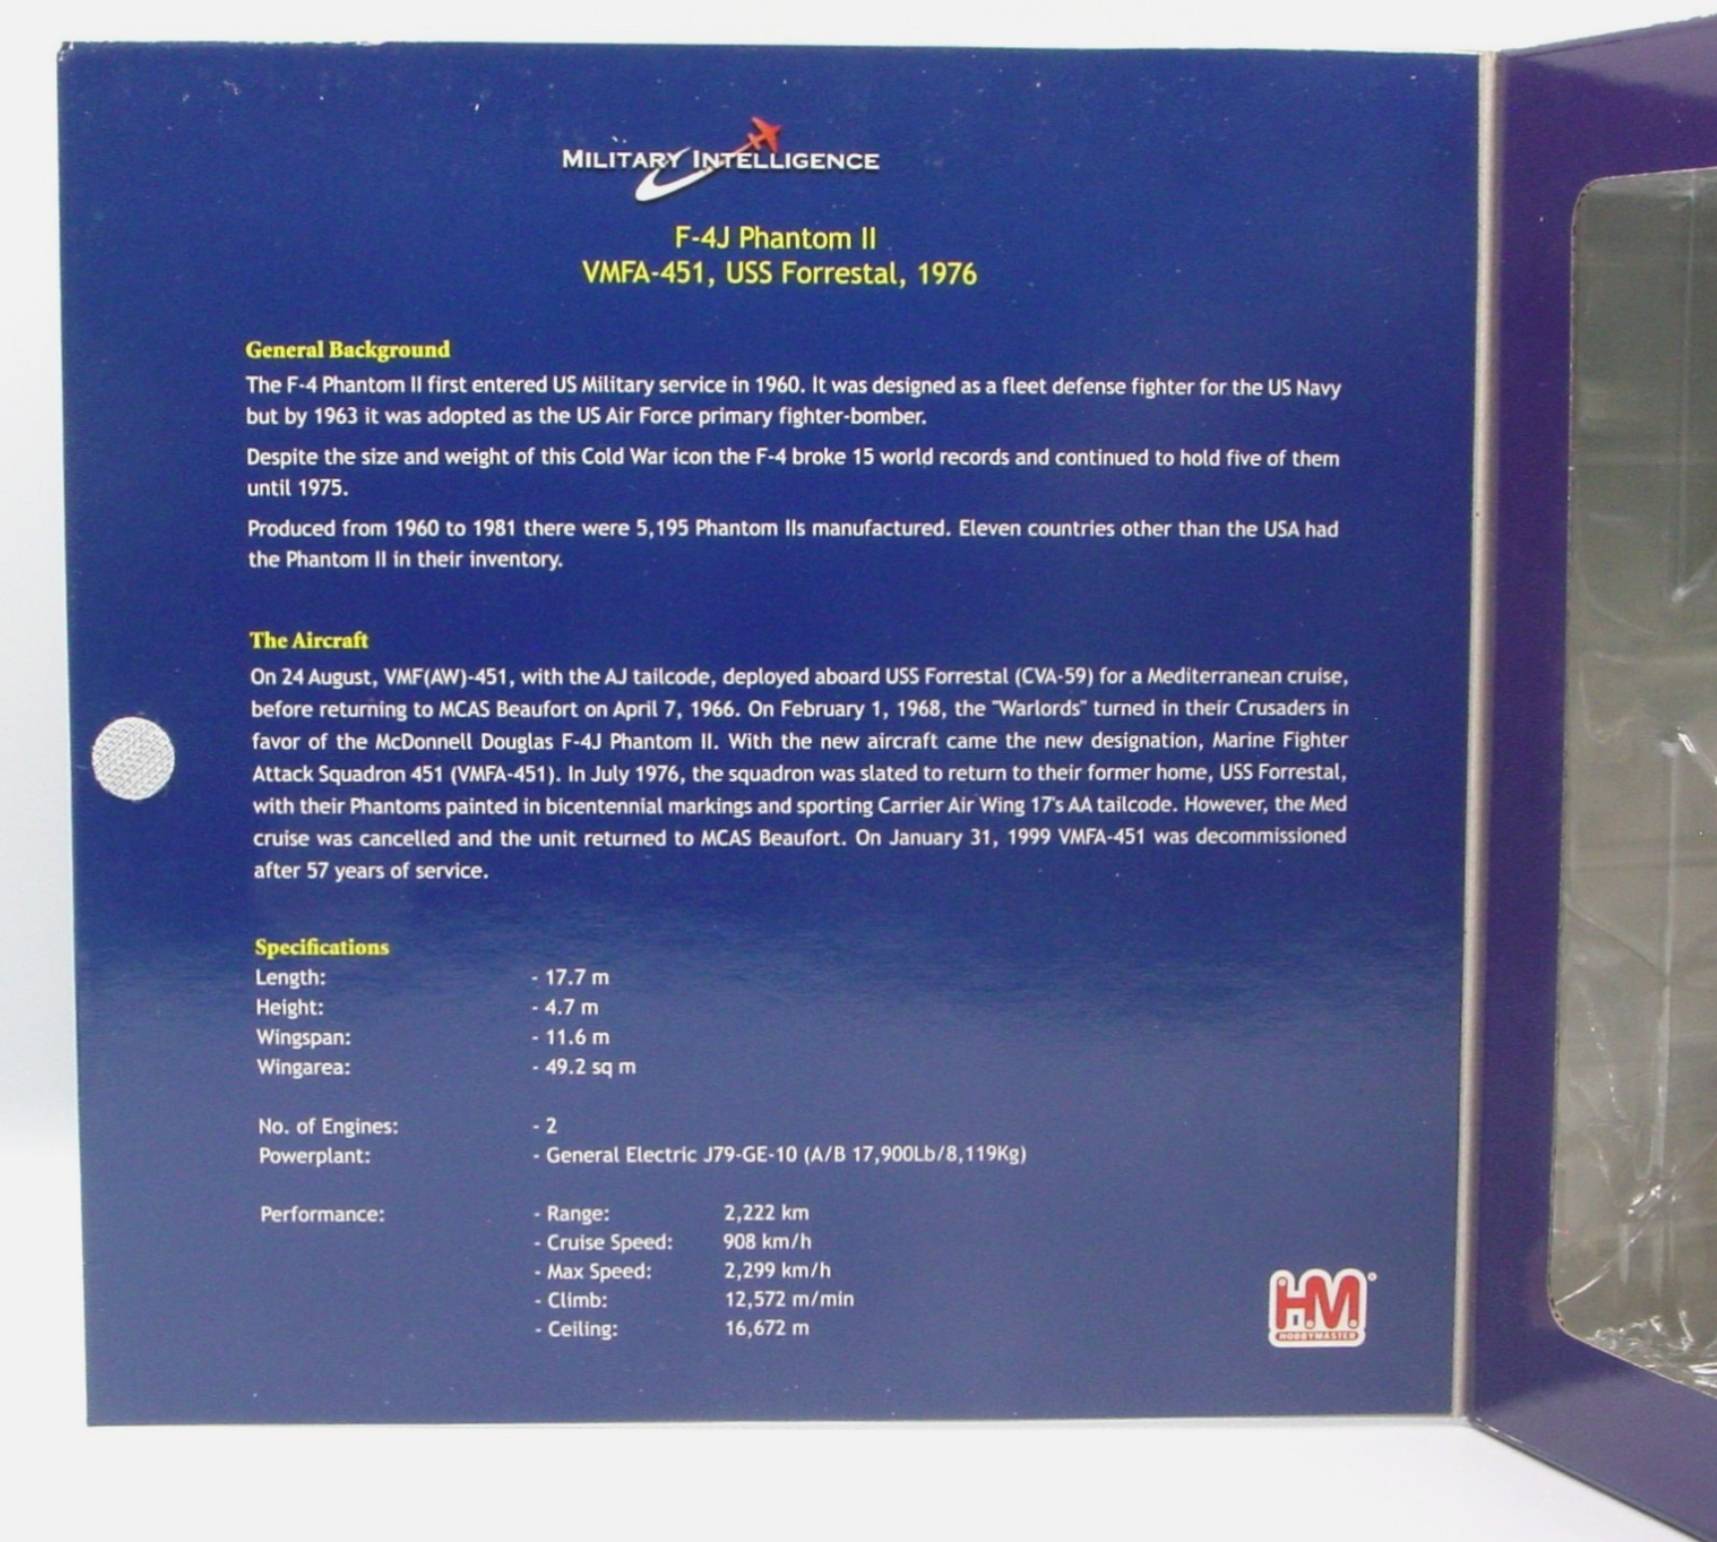 MILITARY INTELLIGENCE
F-4J Phantom II
VMFA-451, USS Forrestal, 1976
General Background
The F-4 Phantom II first entered US Military service in 1960. It was designed as a fleet defense fighter for the US Navy
but by 1963 it was adopted as the US Air Force primary fighter-bomber.
Despite the size and weight of this Cold War icon the F-4 broke 15 world records and continued to hold five of them
until 1975.
Produced from 1960 to 1981 there were 5,195 Phantom IIs manufactured. Eleven countries other than the USA had
the Phantom II in their inventory.
The Aircraft
On 24 August, VMF(AW)-451, with the AJ tailcode, deployed aboard USS Forrestal (CVA-59) for a Mediterranean cruise,
before returning to MCAS Beaufort on April 7, 1966. On February 1, 1968, the "Warlords" turned in their Crusaders in
favor of the McDonnell Douglas F-4J Phantom II. With the new aircraft came the new designation, Marine Fighter
Attack Squadron 451 (VMFA-451). In July 1976, the squadron was slated to return to their former home, USS Forrestal,
with their Phantoms painted in bicentennial markings and sporting Carrier Air Wing 17's AA tailcode. However, the Med
cruise was cancelled and the unit returned to MCAS Beaufort. On January 31, 1999 VMFA-451 was decommissioned
after 57 years of service.
Specifications
Length: - 17.7 m
Height: - 4.7 m
Wingspan: - 11.6 m
Wingarea: - 49.2 sq m
No. of Engines: - 2
Powerplant: - General Electric J79-GE-10 (A/B 17,900Lb/8,119Kg)
Performance: - Range: 2,222 km
- Cruise Speed: 908 km/h
- Max Speed: 2,299 km/h
- Climb: 12,572 m/min
- Ceiling: 16,672 m
HM
HOBBYMASTER